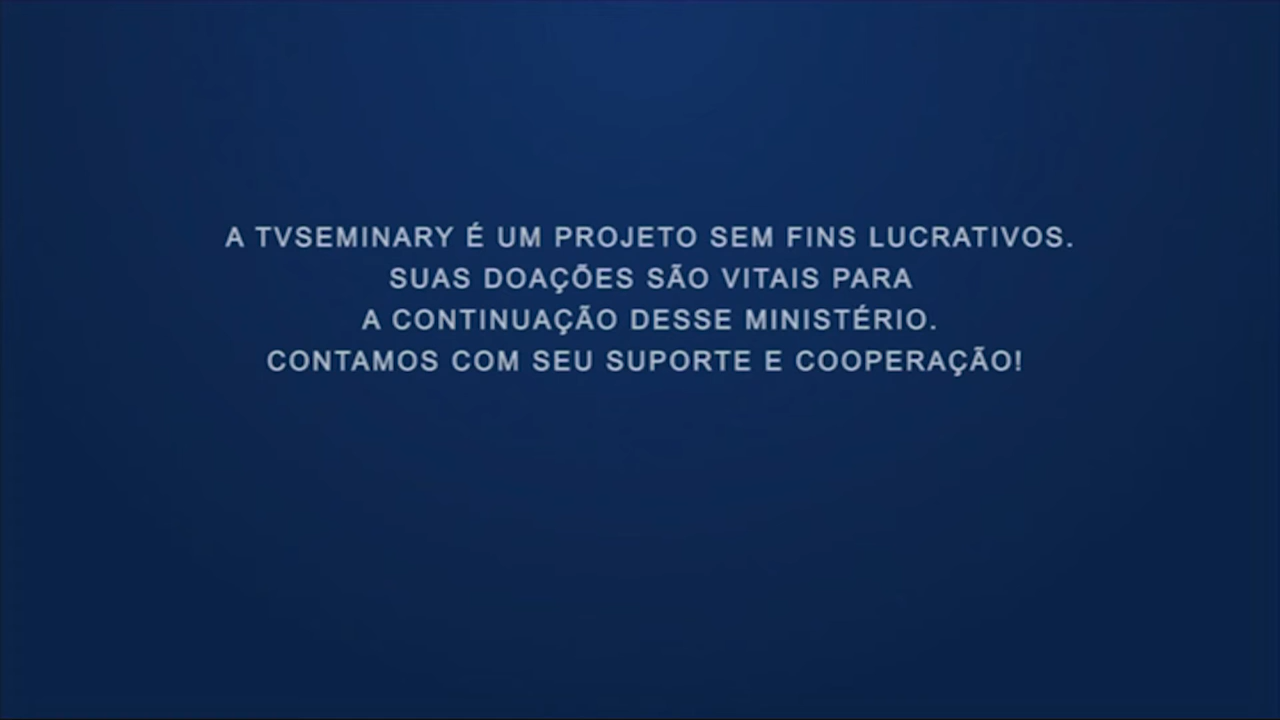 A TVSEMINARY É UM PROJETO SEM FINS LUCRATIVOS.
SUAS DOAÇÕES SÃO VITAIS PARA
A CONTINUAÇÃO DESSE MINISTÉRIO.
CONTAMOS COM SEU SUPORTE E COOPERAÇÃO!